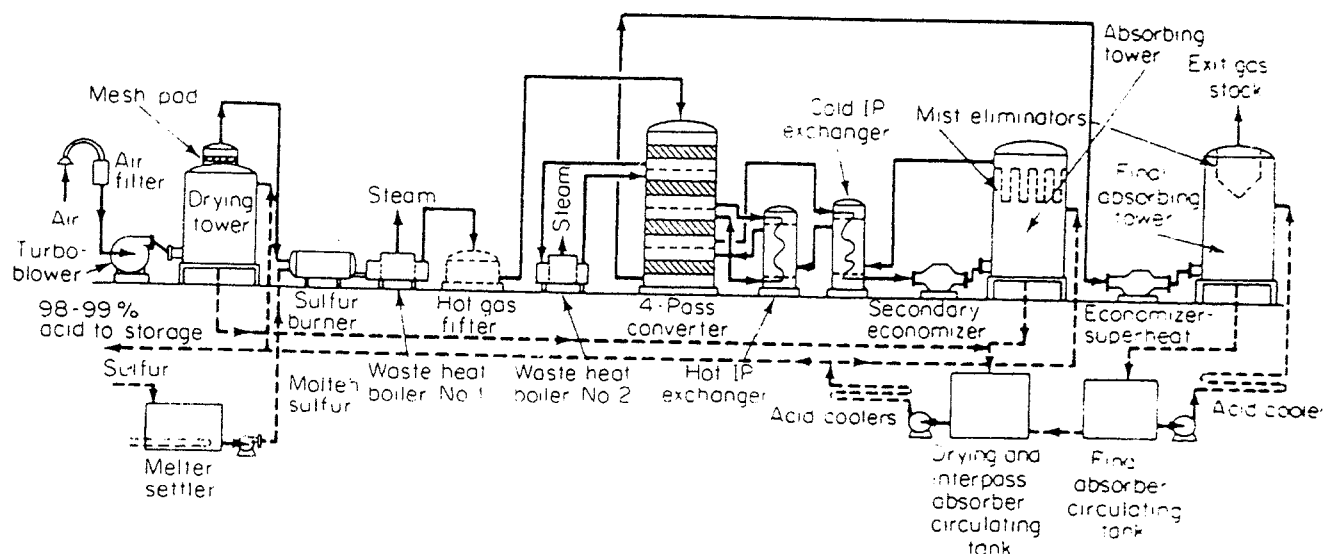 Absorbing
tower
Exit gas
stack
Mesh pad
Cold IP
exchanger
Mist eliminators
Air
filter
Steam
Steam
Drying
tower
Final
absorbing
tower
Air
Turbo-
blower
98-99%
acid to storage
Sulfur
burner
Hot gas
filter
4-Pass
converter
Secondary
economizer
Economizer-
superheat
Sulfur
Molten
sulfur
Waste heat
boiler No 1
Waste heat
boiler No 2
Hot IP
exchanger
Acid coolers
Acid cooler
Melter
settler
Drying and
interpass
absorber
circulating
tank
Final
absorber
circulating
tank